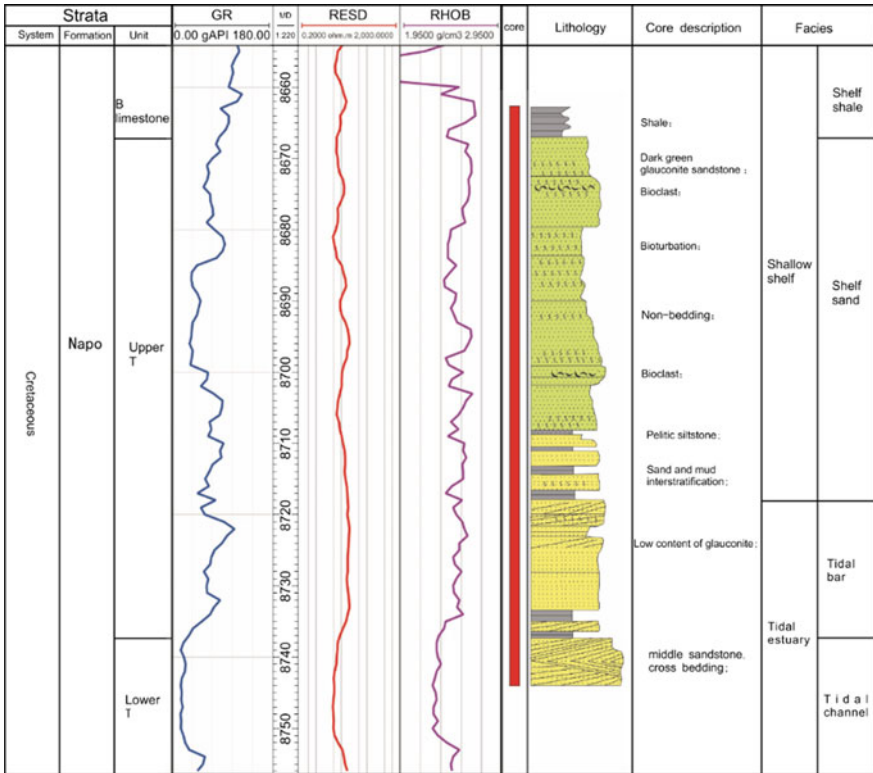 Strata
GR
MD
RESD
RHOB
core
Lithology
Core description
Facies
System
Formation
Unit
0.00 gAPI 180.00
1:220
0.2000 ohm.m 2,000.0000
1.9500 g/cm3 2.9500
8660
8670
8680
8690
8700
8710
8720
8730
8740
8750
Cretaceous
Napo
B
limestone
Upper
T
Lower
T
Shale;
Dark green
glauconite sandstone ;
Bioclast;
Bioturbation;
Non-bedding;
Bioclast;
Pelitic siltstone;
Sand and mud
interstratification;
Low content of glauconite;
middle sandstone.
cross bedding;
Shallow
shelf
Tidal
estuary
Shelf
shale
Shelf
sand
Tidal
bar
Tidal
channel